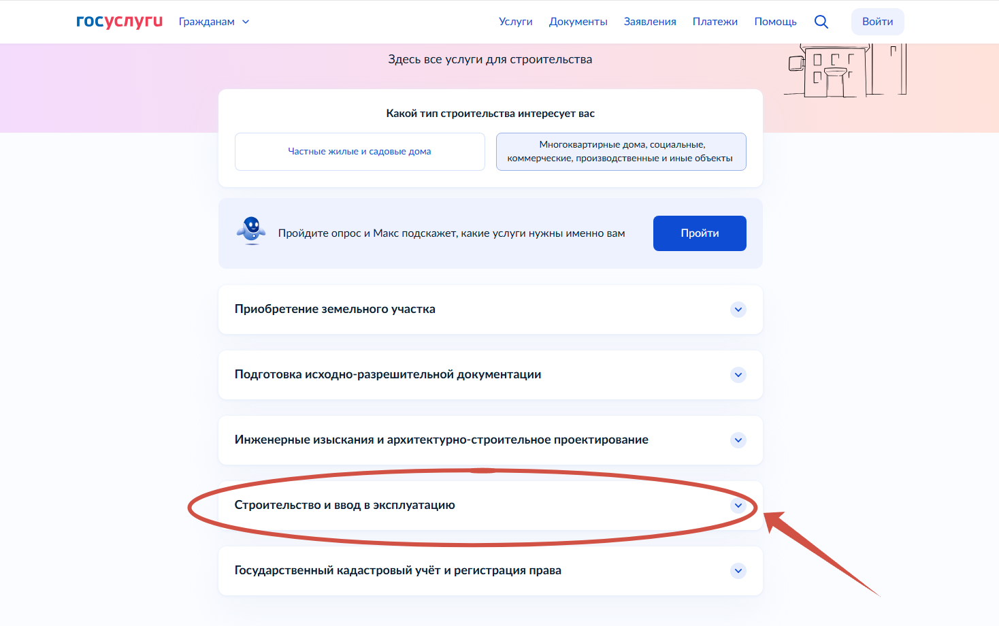 госуслуги Гражданам Услуги Документы Заявления Платежи Помощь Войти
Здесь все услуги для строительства
Какой тип строительства интересует вас
Частные жилые и садовые дома
Многоквартирные дома, социальные,
коммерческие, производственные и иные объекты
Пройдите опрос и Макс подскажет, какие услуги нужны именно вам
Пройти
Приобретение земельного участка
Подготовка исходно-разрешительной документации
Инженерные изыскания и архитектурно-строительное проектирование
Строительство и ввод в эксплуатацию
Государственный кадастровый учёт и регистрация права